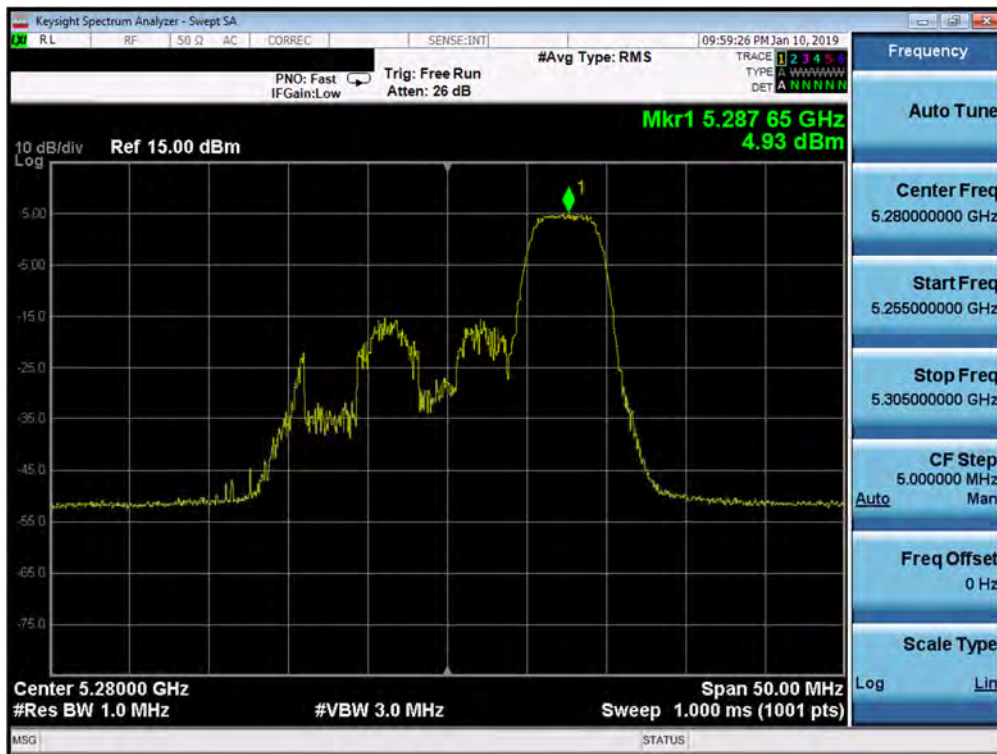 Keysight Spectrum Analyzer - Swept SA
LXI RL RF 50 Ω AC CORREC SENSE:INT 09:59:26 PM Jan 10, 2019
#Avg Type: RMS TRACE 1 2 3 4 5 6
PNO: Fast Trig: Free Run TYPE A WWWWW
IFGain:Low Atten: 26 dB DET A N N N N N
Mkr1 5.287 65 GHz
4.93 dBm
10 dB/div Ref 15.00 dBm
Log
1
5.00
-5.00
-15.0
-25.0
-35.0
-45.0
-55.0
-65.0
-75.0
Center 5.28000 GHz Span 50.00 MHz
#Res BW 1.0 MHz #VBW 3.0 MHz Sweep 1.000 ms (1001 pts)
MSG STATUS
Frequency
Auto Tune
Center Freq
5.280000000 GHz
Start Freq
5.255000000 GHz
Stop Freq
5.305000000 GHz
CF Step
5.000000 MHz
Auto Man
Freq Offset
0 Hz
Scale Type
Log Lin